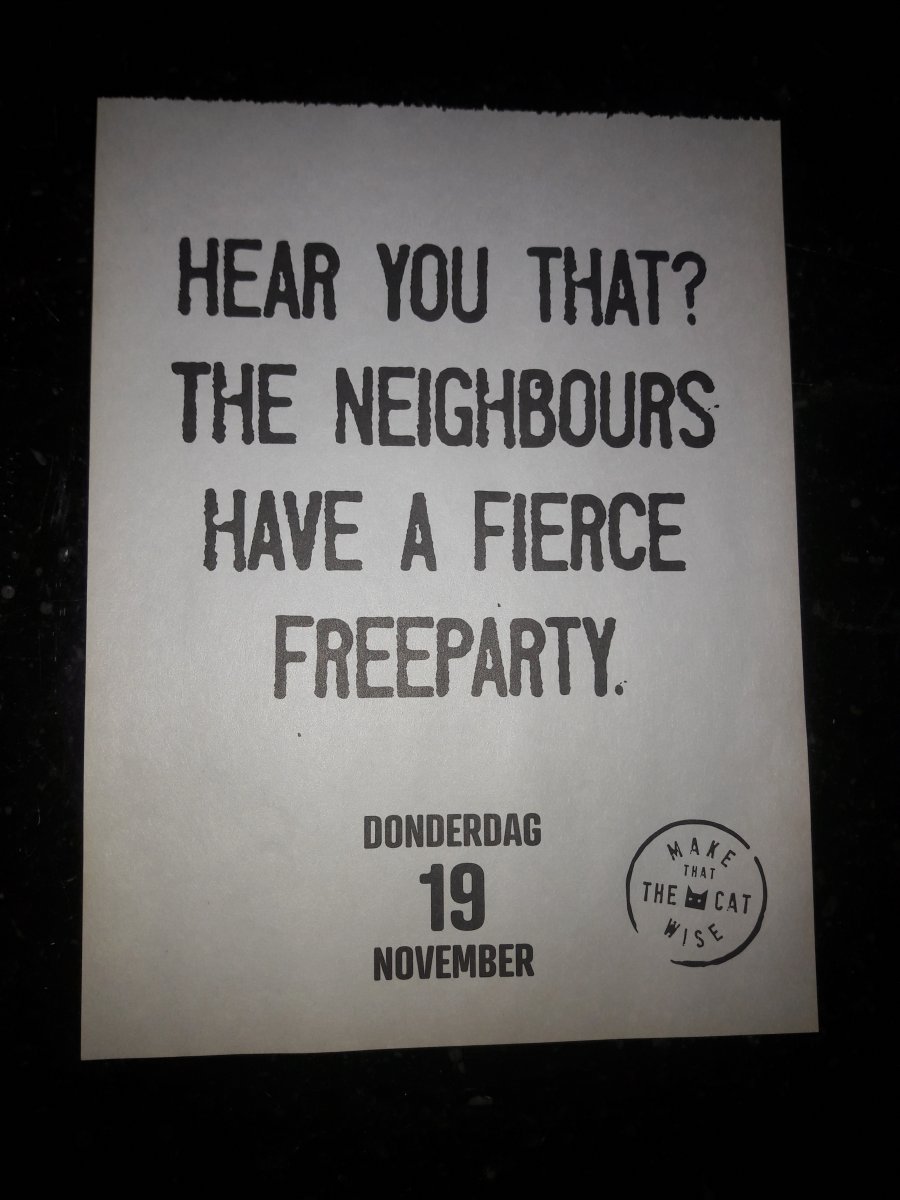 HEAR YOU THAT?
THE NEIGHBOURS
HAVE A FIERCE
FREEPARTY.
DONDERDAG
19
NOVEMBER
MAKE
THAT
THE CAT
WISE